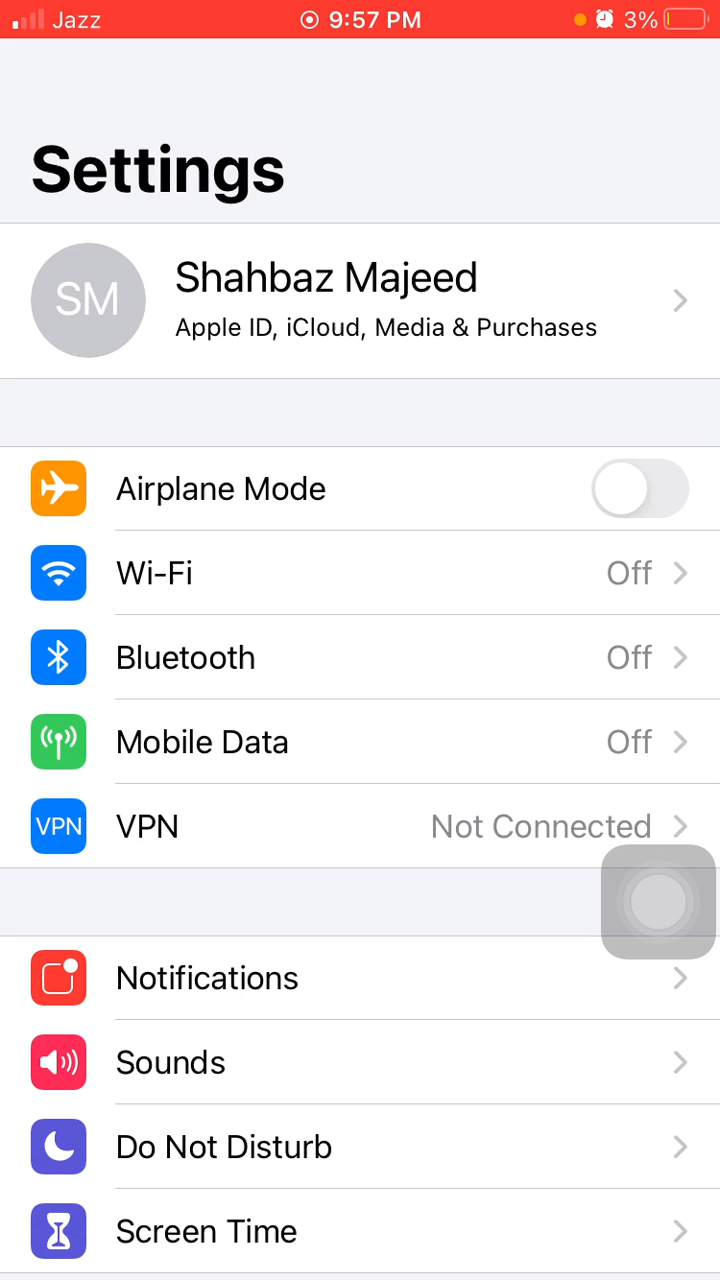 Jazz 9:57 PM 3%
Settings
SM
Shahbaz Majeed
Apple ID, iCloud, Media & Purchases
Airplane Mode
Wi-Fi Off
Bluetooth Off
Mobile Data Off
VPN VPN Not Connected
Notifications
Sounds
Do Not Disturb
Screen Time